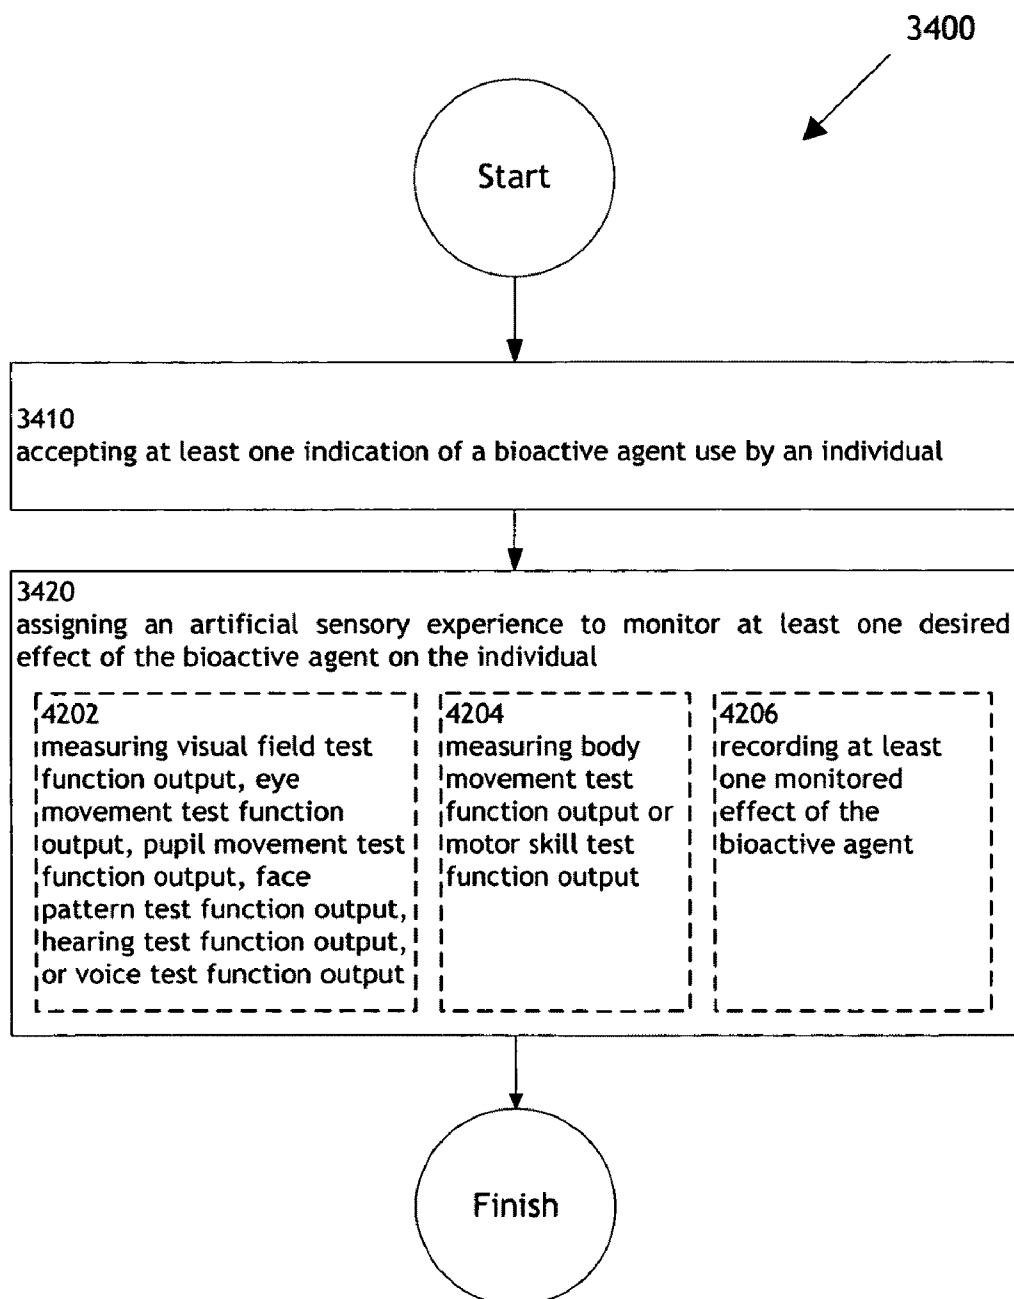 3400
Start
3410
accepting at least one indication of a bioactive agent use by an individual
3420
assigning an artificial sensory experience to monitor at least one desired
effect of the bioactive agent on the individual
4202
measuring visual field test
function output, eye
movement test function
output, pupil movement test
function output, face
pattern test function output,
hearing test function output,
or voice test function output
4204
measuring body
movement test
function output or
motor skill test
function output
4206
recording at least
one monitored
effect of the
bioactive agent
Finish